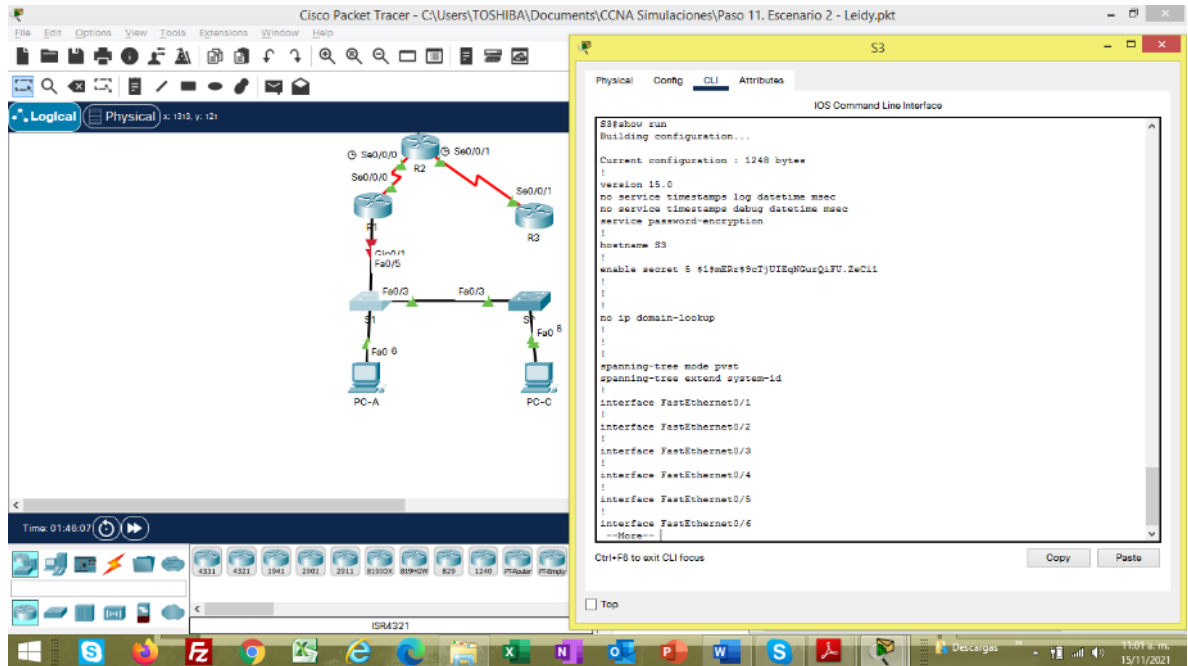 Cisco Packet Tracer - C:\Users\TOSHIBA\Documents\CCNA Simulaciones\Paso 11. Escenario 2 - Leidy.pkt
File Edit Options View Tools Extensions Window Help
Logical Physical x: 1313, y: 121
Se0/0/0 Se0/0/1
R2
Se0/0/0
Se0/0/1
R3
Fa0/5
Fa0/3 Fa0/3
S1
Fa0 6
Fa0 6
PC-A PC-C
Time: 01:46:07
4331 4321 1941 2901 2911 819IOX 819HGW 829 1240 PT-Router PT-Empty
ISR4321
S3
Physical Config CLI Attributes
IOS Command Line Interface
S3#show run
Building configuration...
Current configuration : 1248 bytes
!
version 15.0
no service timestamps log datetime msec
no service timestamps debug datetime msec
service password-encryption
!
hostname S3
!
enable secret 5 $1$mERr$9cTjUIEqNGurQiFU.ZeCi1
!
!
!
no ip domain-lookup
!
!
!
spanning-tree mode pvst
spanning-tree extend system-id
!
interface FastEthernet0/1
!
interface FastEthernet0/2
!
interface FastEthernet0/3
!
interface FastEthernet0/4
!
interface FastEthernet0/5
!
interface FastEthernet0/6
--More--
Ctrl+F6 to exit CLI focus
Copy Paste
Top
Descargas
11:01 a. m.
15/11/2021